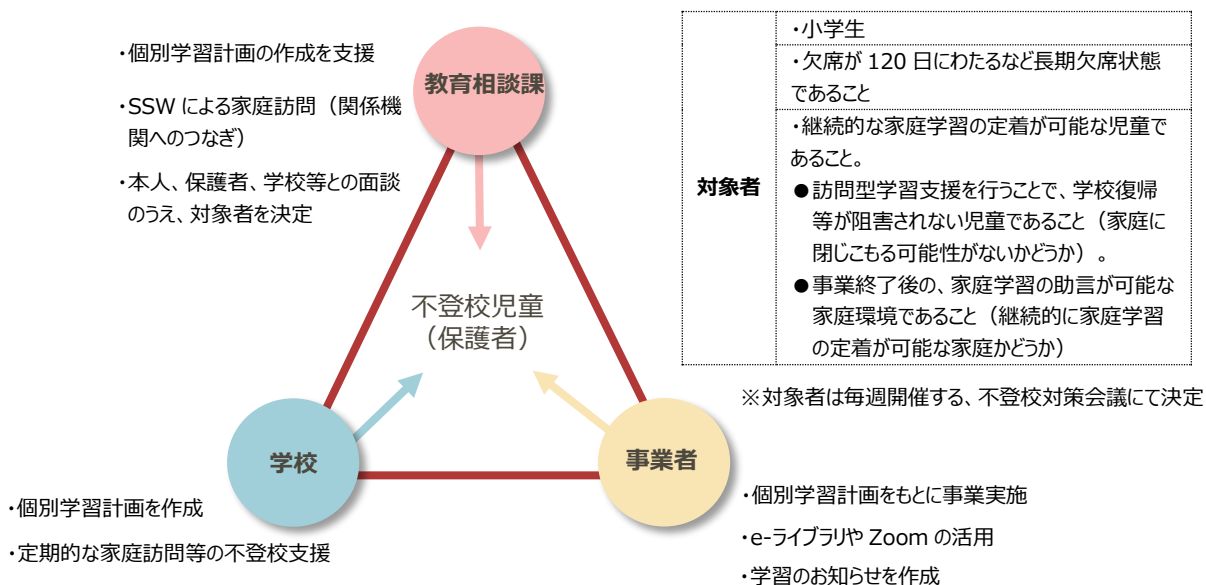 ・個別学習計画の作成を支援
・SSW による家庭訪問（関係機
関へのつなぎ）
・本人、保護者、学校等との面談
のうえ、対象者を決定
教育相談課
不登校児童
（保護者）
学校
・個別学習計画を作成
・定期的な家庭訪問等の不登校支援
事業者
・個別学習計画をもとに事業実施
・e-ライブラリや Zoom の活用
・学習のお知らせを作成
対象者
・小学生
・欠席が 120 日にわたるなど長期欠席状態
であること
・継続的な家庭学習の定着が可能な児童で
あること。
●訪問型学習支援を行うことで、学校復帰
等が阻害されない児童であること（家庭に
閉じこもる可能性がないかどうか）。
●事業終了後の、家庭学習の助言が可能な
家庭環境であること（継続的に家庭学習
の定着が可能な家庭かどうか）
※対象者は毎週開催する、不登校対策会議にて決定